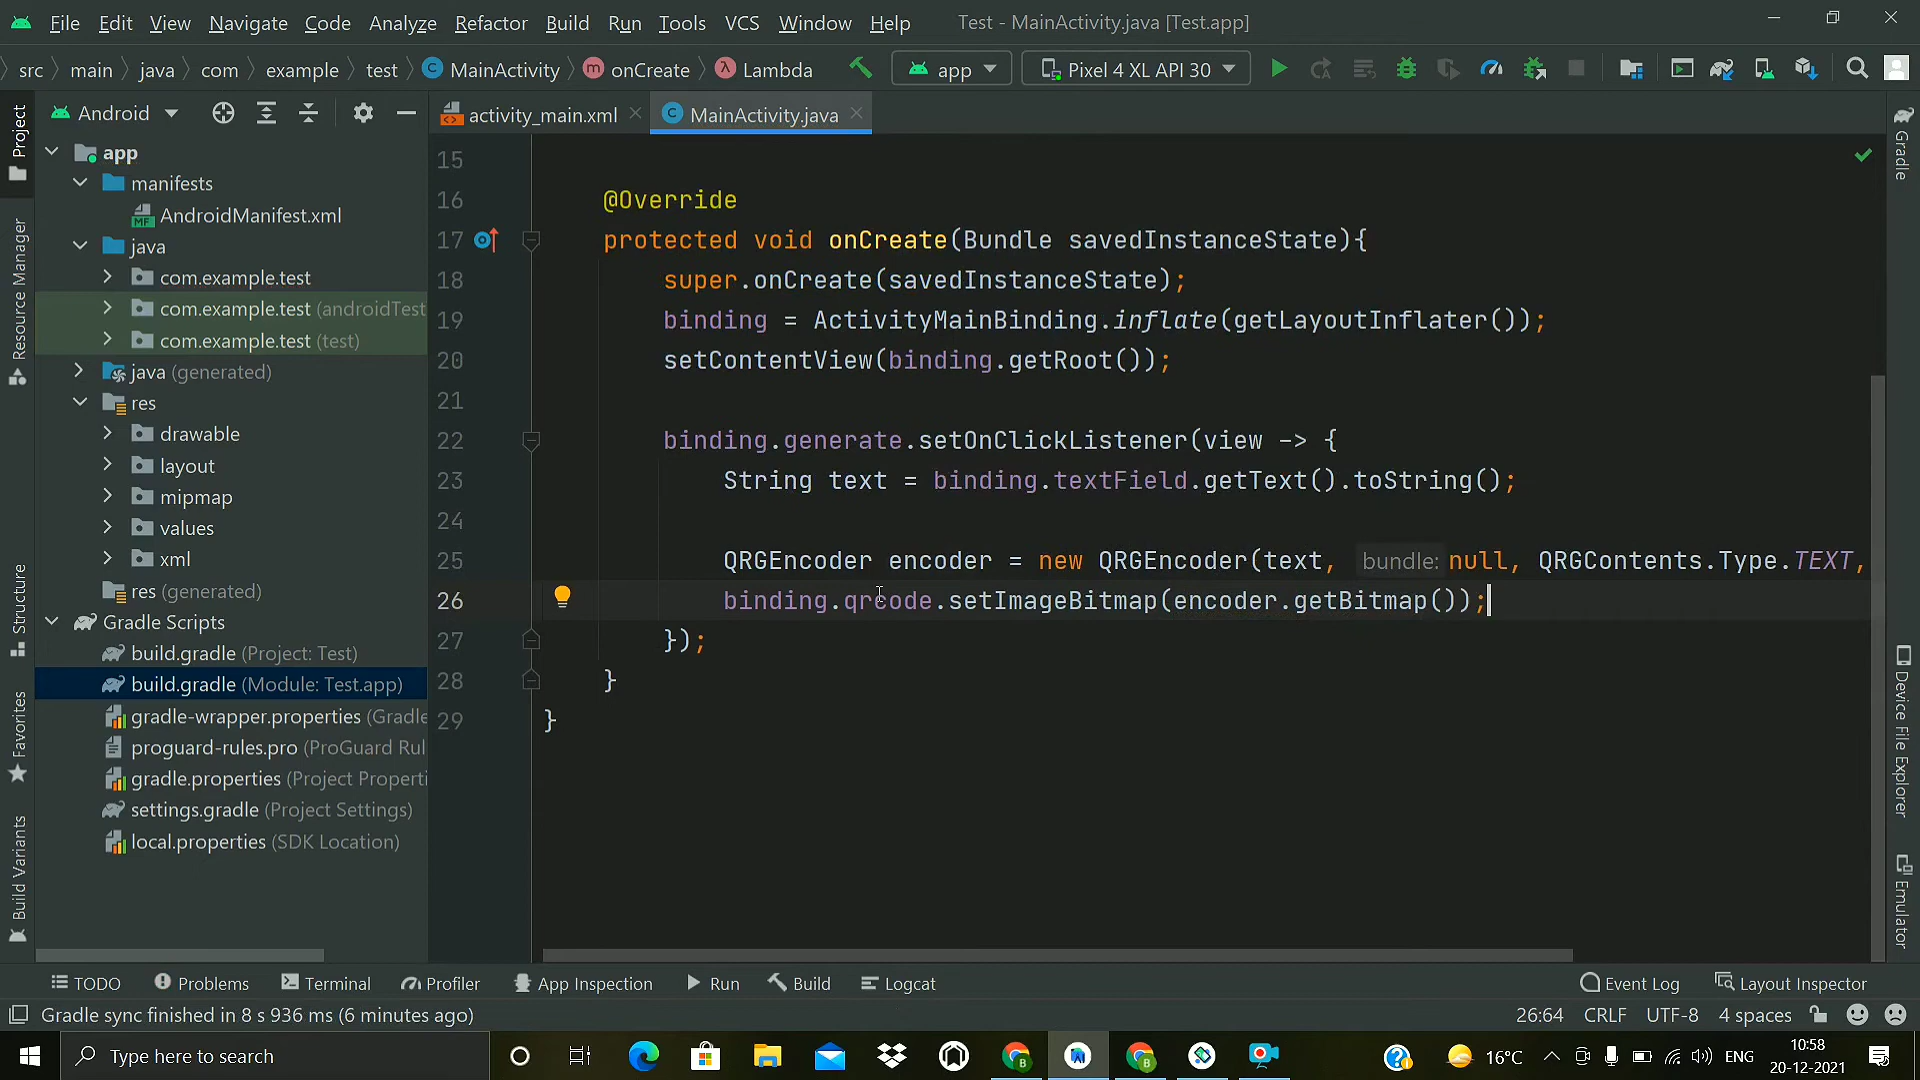 File Edit View Navigate Code Analyze Refactor Build Run Tools VCS Window Help Test - MainActivity.java [Test.app]
src main java com example test MainActivity onCreate Lambda app Pixel 4 XL API 30
Android
activity_main.xml
MainActivity.java
Project
Resource Manager
Structure
Favorites
Build Variants
app
manifests
AndroidManifest.xml
java
com.example.test
com.example.test (androidTest
com.example.test (test)
java (generated)
res
drawable
layout
mipmap
values
xml
res (generated)
Gradle Scripts
build.gradle (Project: Test)
build.gradle (Module: Test.app)
gradle-wrapper.properties (Gradle
proguard-rules.pro (ProGuard Rul
gradle.properties (Project Properti
settings.gradle (Project Settings)
local.properties (SDK Location)
15
16 @Override
17 protected void onCreate(Bundle savedInstanceState){
18 super.onCreate(savedInstanceState);
19 binding = ActivityMainBinding.inflate(getLayoutInflater());
20 setContentView(binding.getRoot());
21
22 binding.generate.setOnClickListener(view -> {
23 String text = binding.textField.getText().toString();
24
25 QRGEncoder encoder = new QRGEncoder(text, bundle: null, QRGContents.Type.TEXT,
26 binding.qrcode.setImageBitmap(encoder.getBitmap());
27 });
28 }
29 }
Gradle
Device File Explorer
Emulator
TODO Problems Terminal Profiler App Inspection Run Build Logcat Event Log Layout Inspector
Gradle sync finished in 8 s 936 ms (6 minutes ago) 26:64 CRLF UTF-8 4 spaces
Type here to search
16°C
ENG
10:58
20-12-2021